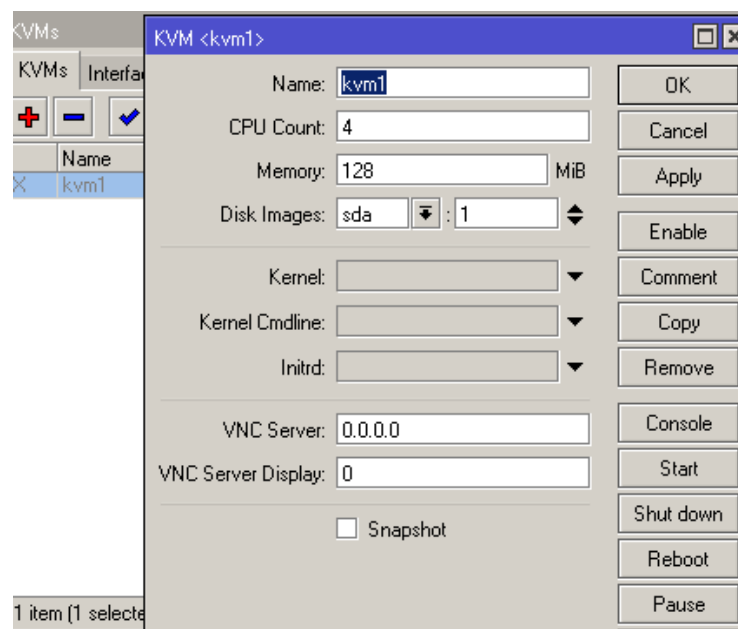 KVMs
KVM <kvm1>
KVMs Interfa
Name
X kvm1
1 item (1 selecte
Name: kvm1
CPU Count: 4
Memory: 128 MiB
Disk Images: sda : 1
Kernel:
Kernel Cmdline:
Initrd:
VNC Server: 0.0.0.0
VNC Server Display: 0
Snapshot
OK
Cancel
Apply
Enable
Comment
Copy
Remove
Console
Start
Shut down
Reboot
Pause